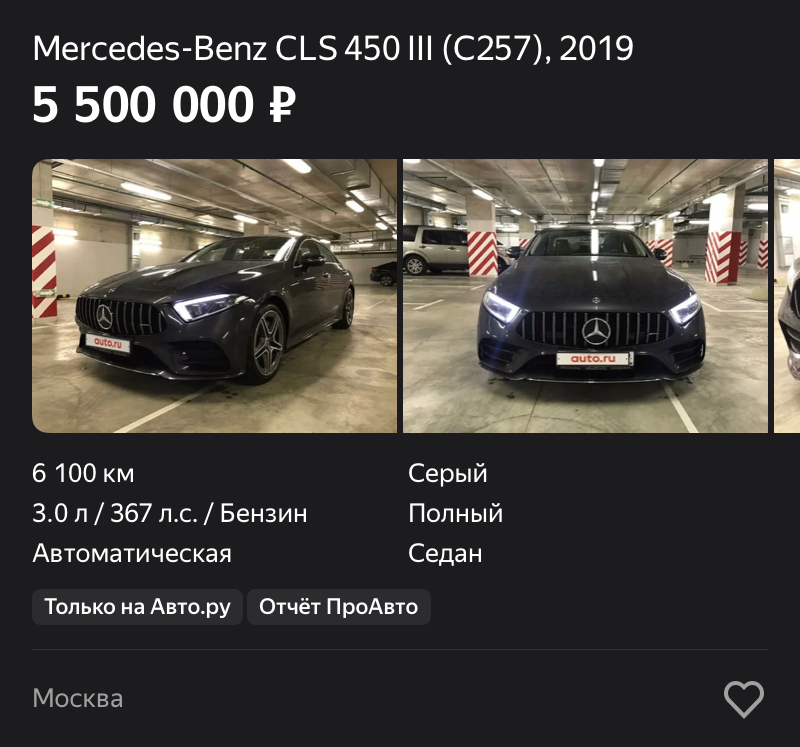 Mercedes-Benz CLS 450 III (C257), 2019
5 500 000 ₽
auto.ru
auto.ru
6 100 км
Серый
3.0 л / 367 л.с. / Бензин
Полный
Автоматическая
Седан
Только на Авто.ру
Отчёт ПроАвто
Москва